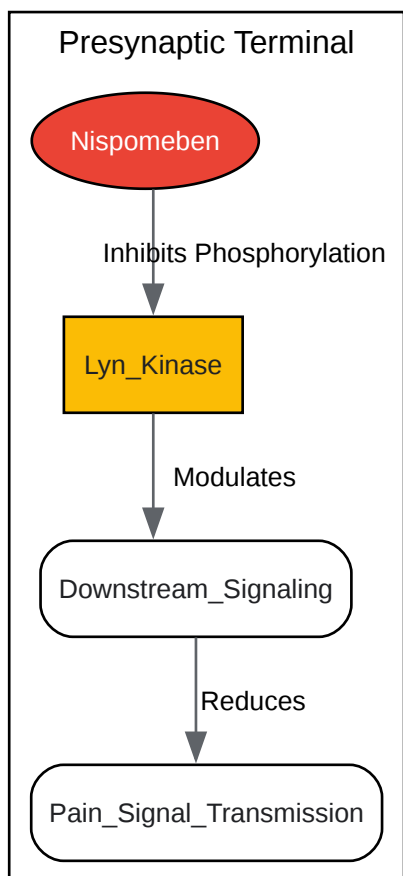 Presynaptic Terminal
Nispomeben
Inhibits Phosphorylation
Lyn_Kinase
Modulates
Downstream_Signaling
Reduces
Pain_Signal_Transmission